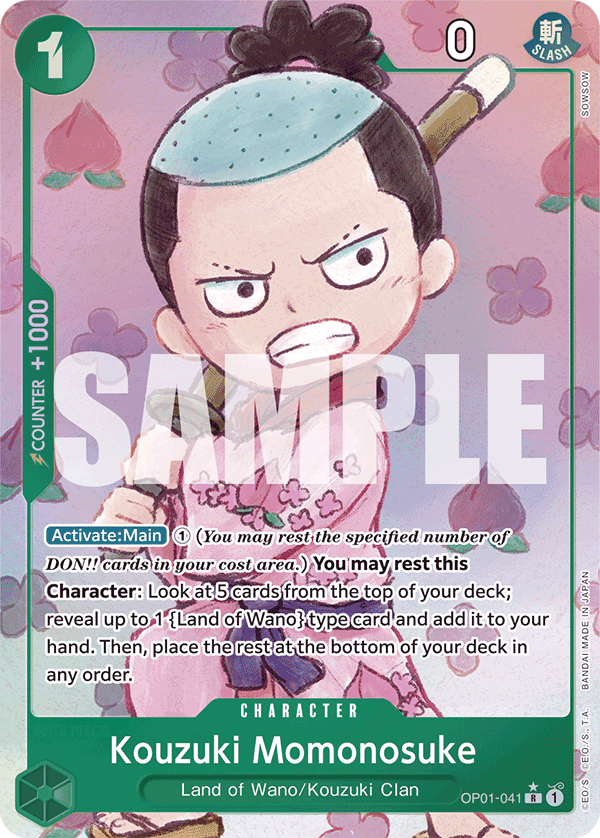 1
0
斬
SLASH
SOWSOW
COUNTER +1000
SAMPLE
Activate:Main ① (You may rest the specified number of
DON!! cards in your cost area.) You may rest this
Character: Look at 5 cards from the top of your deck;
reveal up to 1 {Land of Wano} type card and add it to your
hand. Then, place the rest at the bottom of your deck in
any order.
©E.O/S. ©E.O./S.,T.A. BANDAI MADE IN JAPAN
CHARACTER
Kouzuki Momonosuke
Land of Wano/Kouzuki Clan
OP01-041 R 1